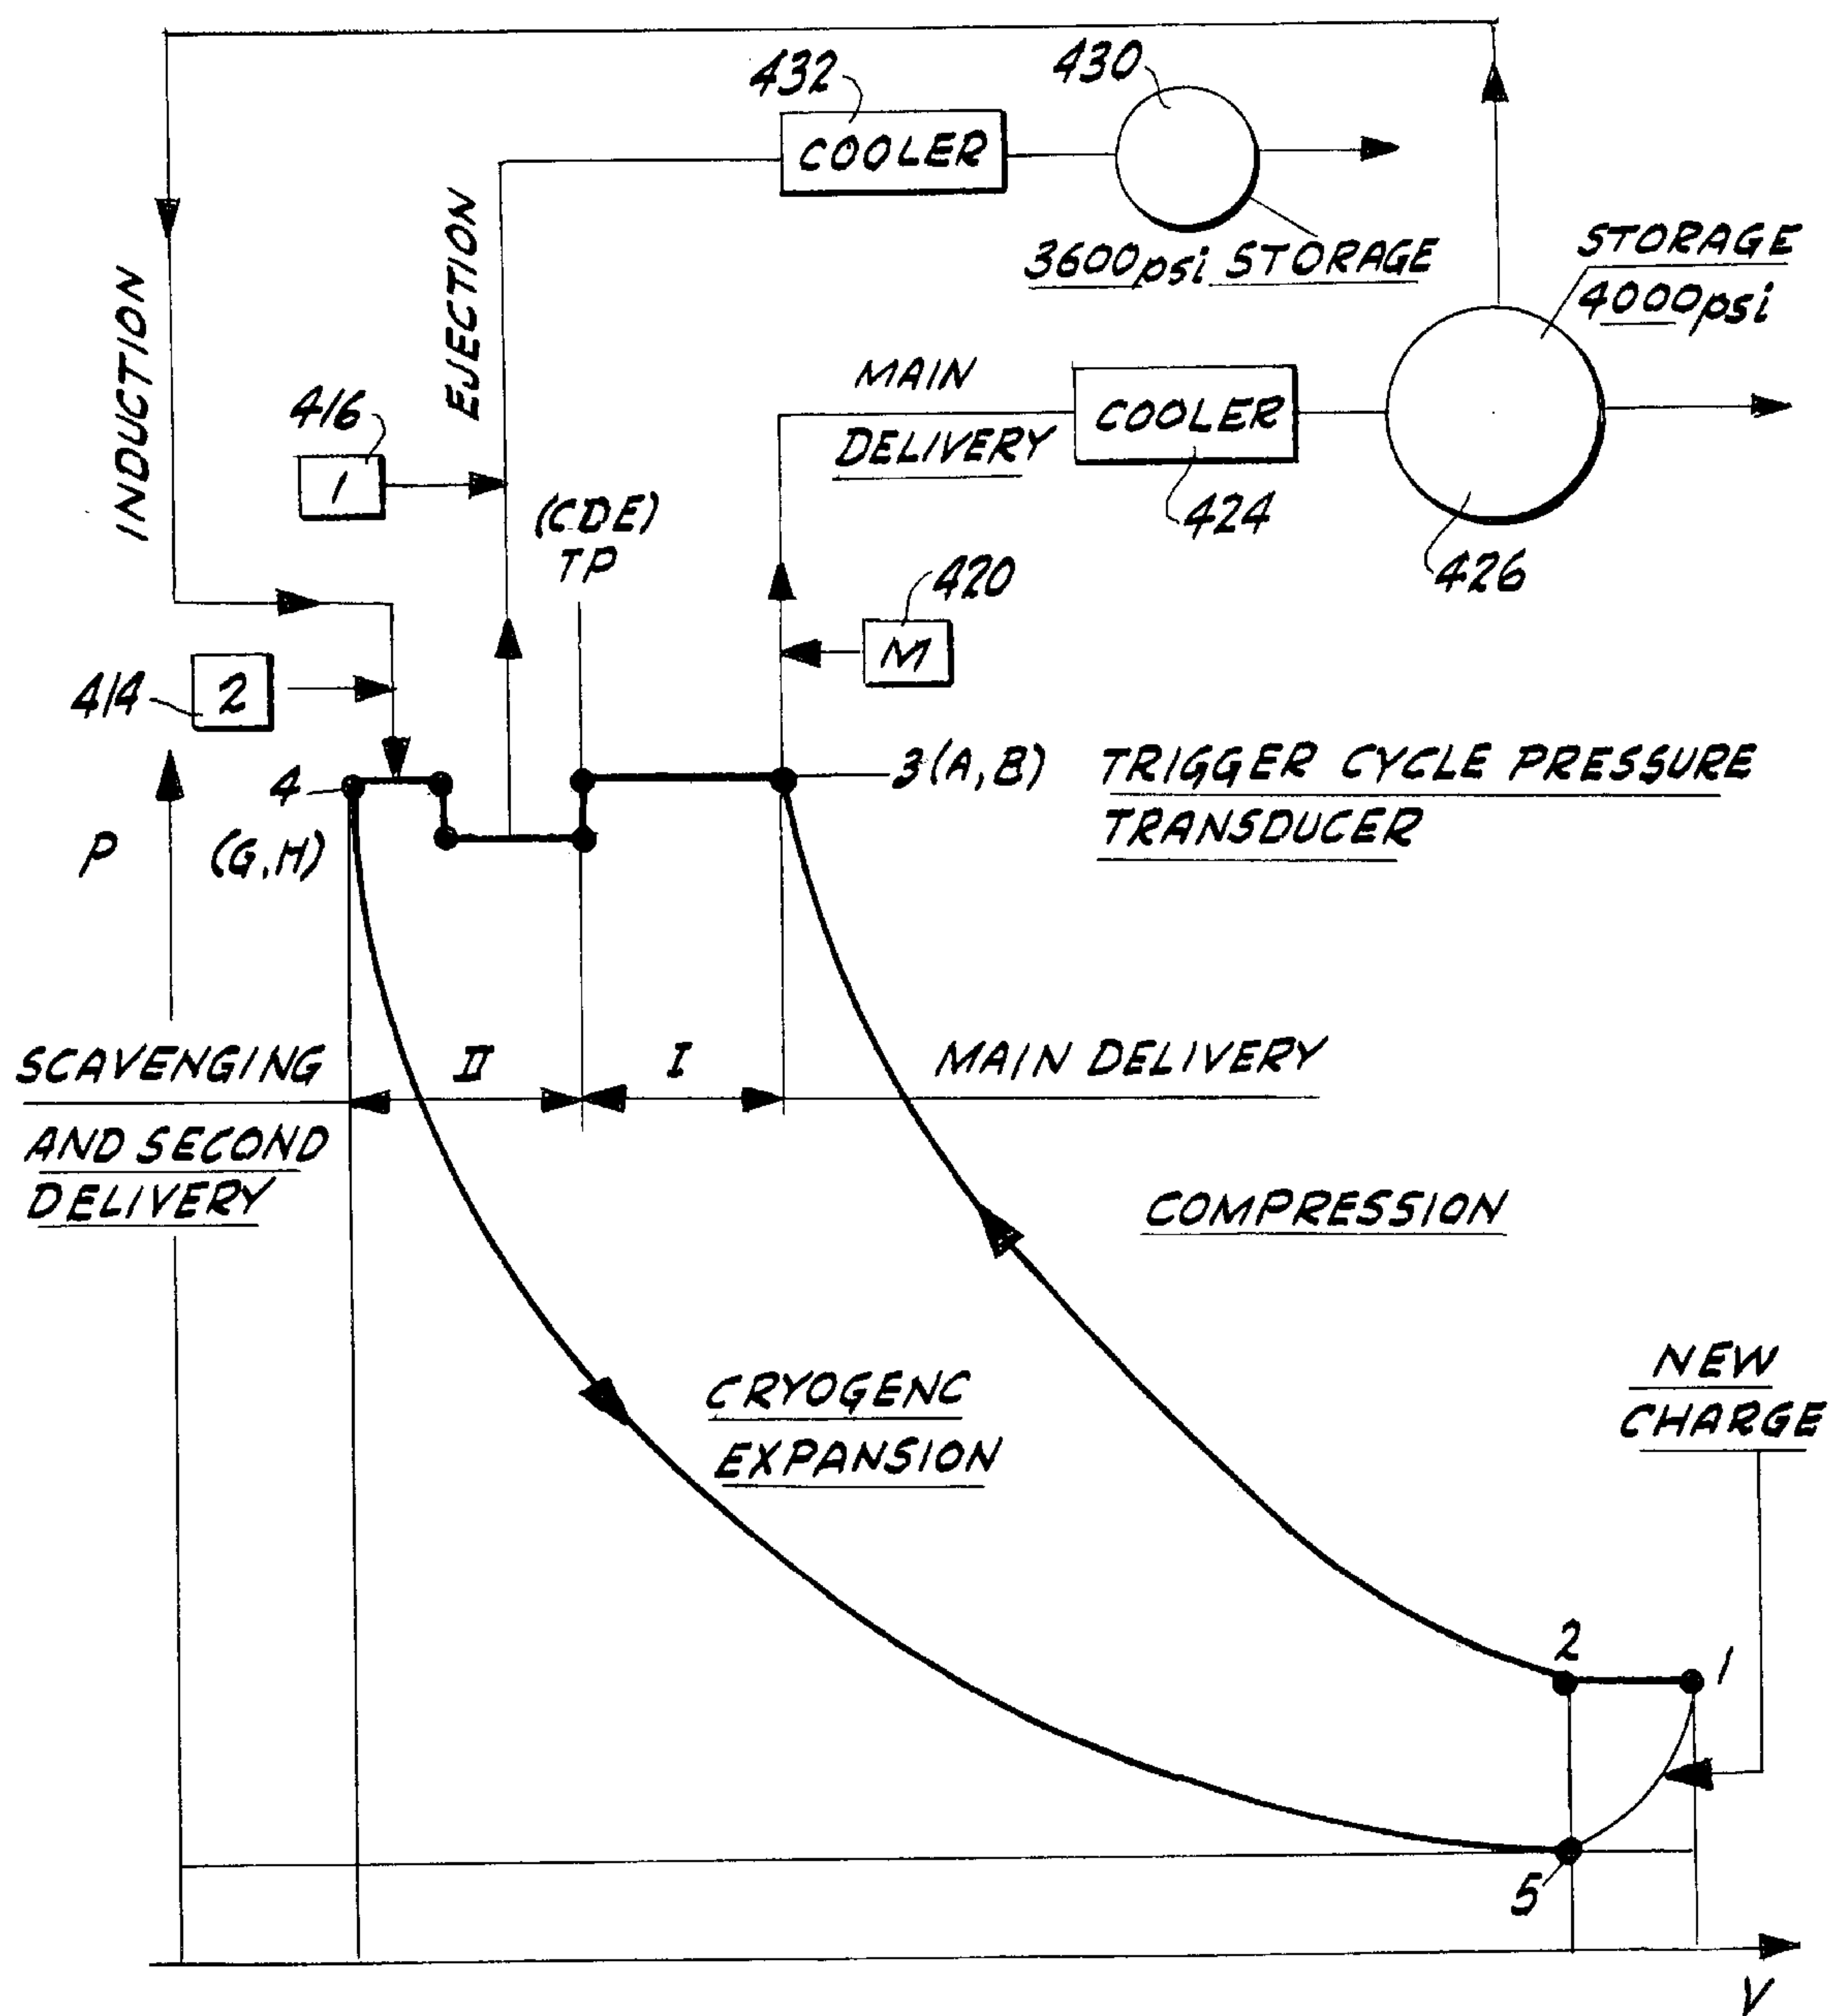 432
430
COOLER
3600psi STORAGE
STORAGE
4000psi
INDUCTION
EJECTION
MAIN
DELIVERY
COOLER
416
1
424
426
(CDE)
TP
420
M
414
2
4
3(A,B)
TRIGGER CYCLE PRESSURE
TRANSDUCER
P
(G,H)
SCAVENGING
AND SECOND
DELIVERY
II
I
MAIN DELIVERY
COMPRESSION
CRYOGENC
EXPANSION
NEW
CHARGE
2
1
5
V